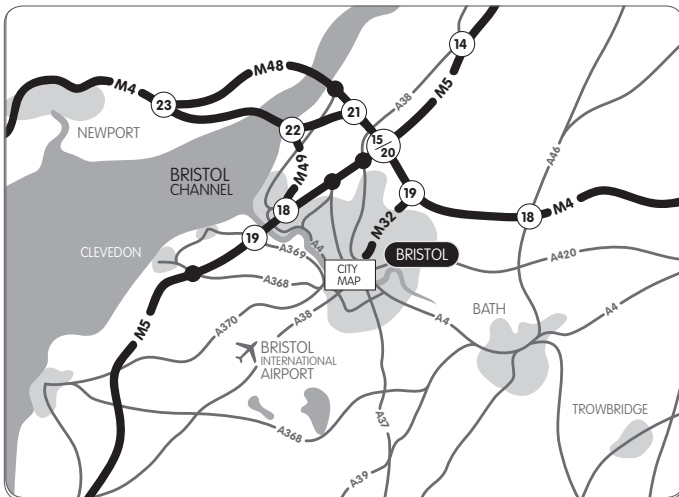 14
M48
M4
23
M5
A38
21
22
NEWPORT
15
20
A46
BRISTOL
CHANNEL
M49
18
19
M32
18
M4
19
CLEVEDON
A369
A4
BRISTOL
CITY
MAP
A420
A368
A370
A38
A4
BATH
A4
M5
BRISTOL
INTERNATIONAL
AIRPORT
TROWBRIDGE
A37
A368
A39